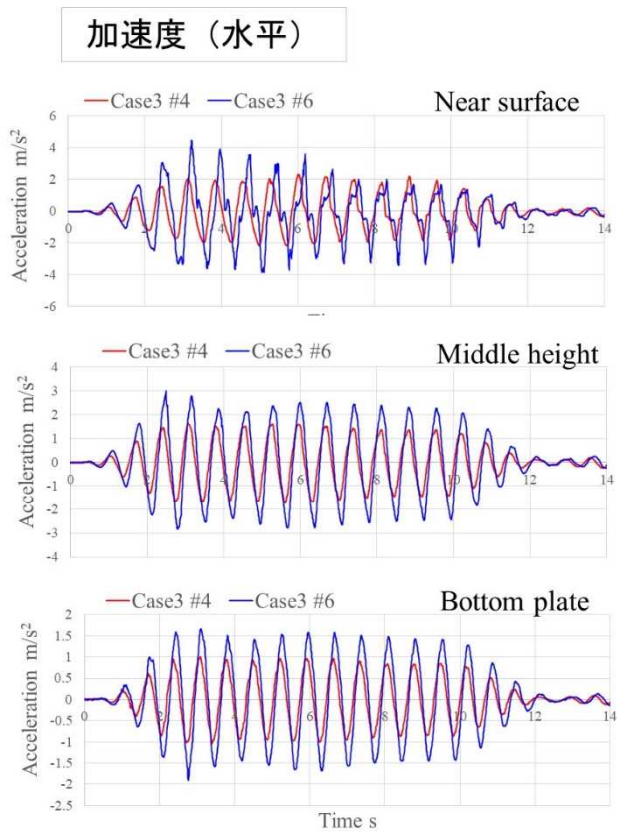 加速度（水平）
Case3 #4 Case3 #6 Near surface
6
4
2
0
-2
-4
-6
0 2 4 6 8 10 12 14
Acceleration m/s²
Case3 #4 Case3 #6 Middle height
4
3
2
1
0
-1
-2
-3
-4
0 2 4 6 8 10 12 14
Acceleration m/s²
Case3 #4 Case3 #6 Bottom plate
2
1.5
1
0.5
0
-0.5
-1
-1.5
-2
-2.5
0 2 4 6 8 10 12 14
Acceleration m/s²
Time s